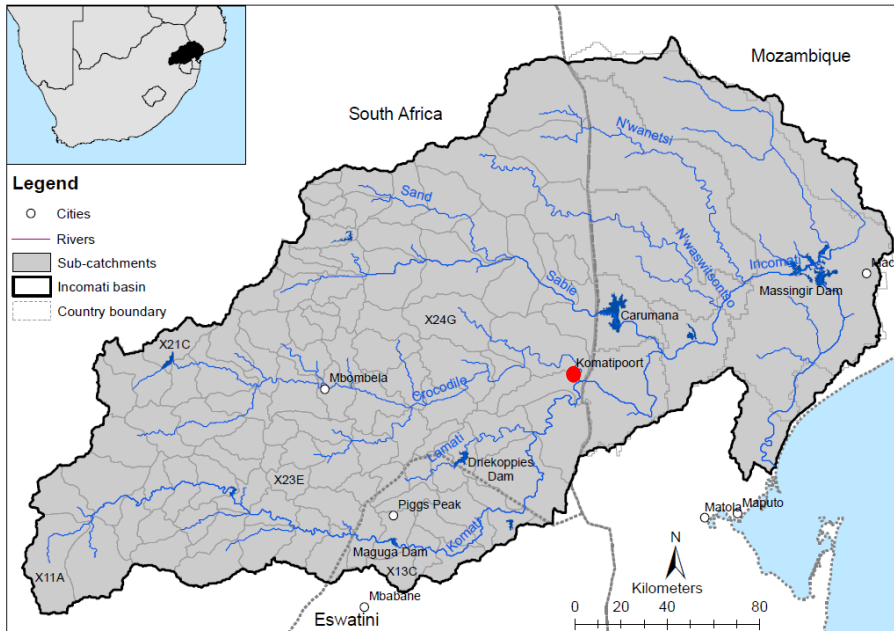 Mozambique
South Africa
N'wanetsi
Legend
Cities
Rivers
Sub-catchments
Incomati basin
Country boundary
Sand
N'waswitsontso
Sabie
Incomati
Mac
Massingir Dam
Carumana
X24G
X21C
Komatipoort
Mbombela
Crocodile
Lomati
Driekoppies
Dam
X23E
Piggs Peak
Komati
Matola
Maputo
Maguga Dam
X11A
X13C
N
Kilometers
Mbabane
Eswatini
0 20 40 60 80